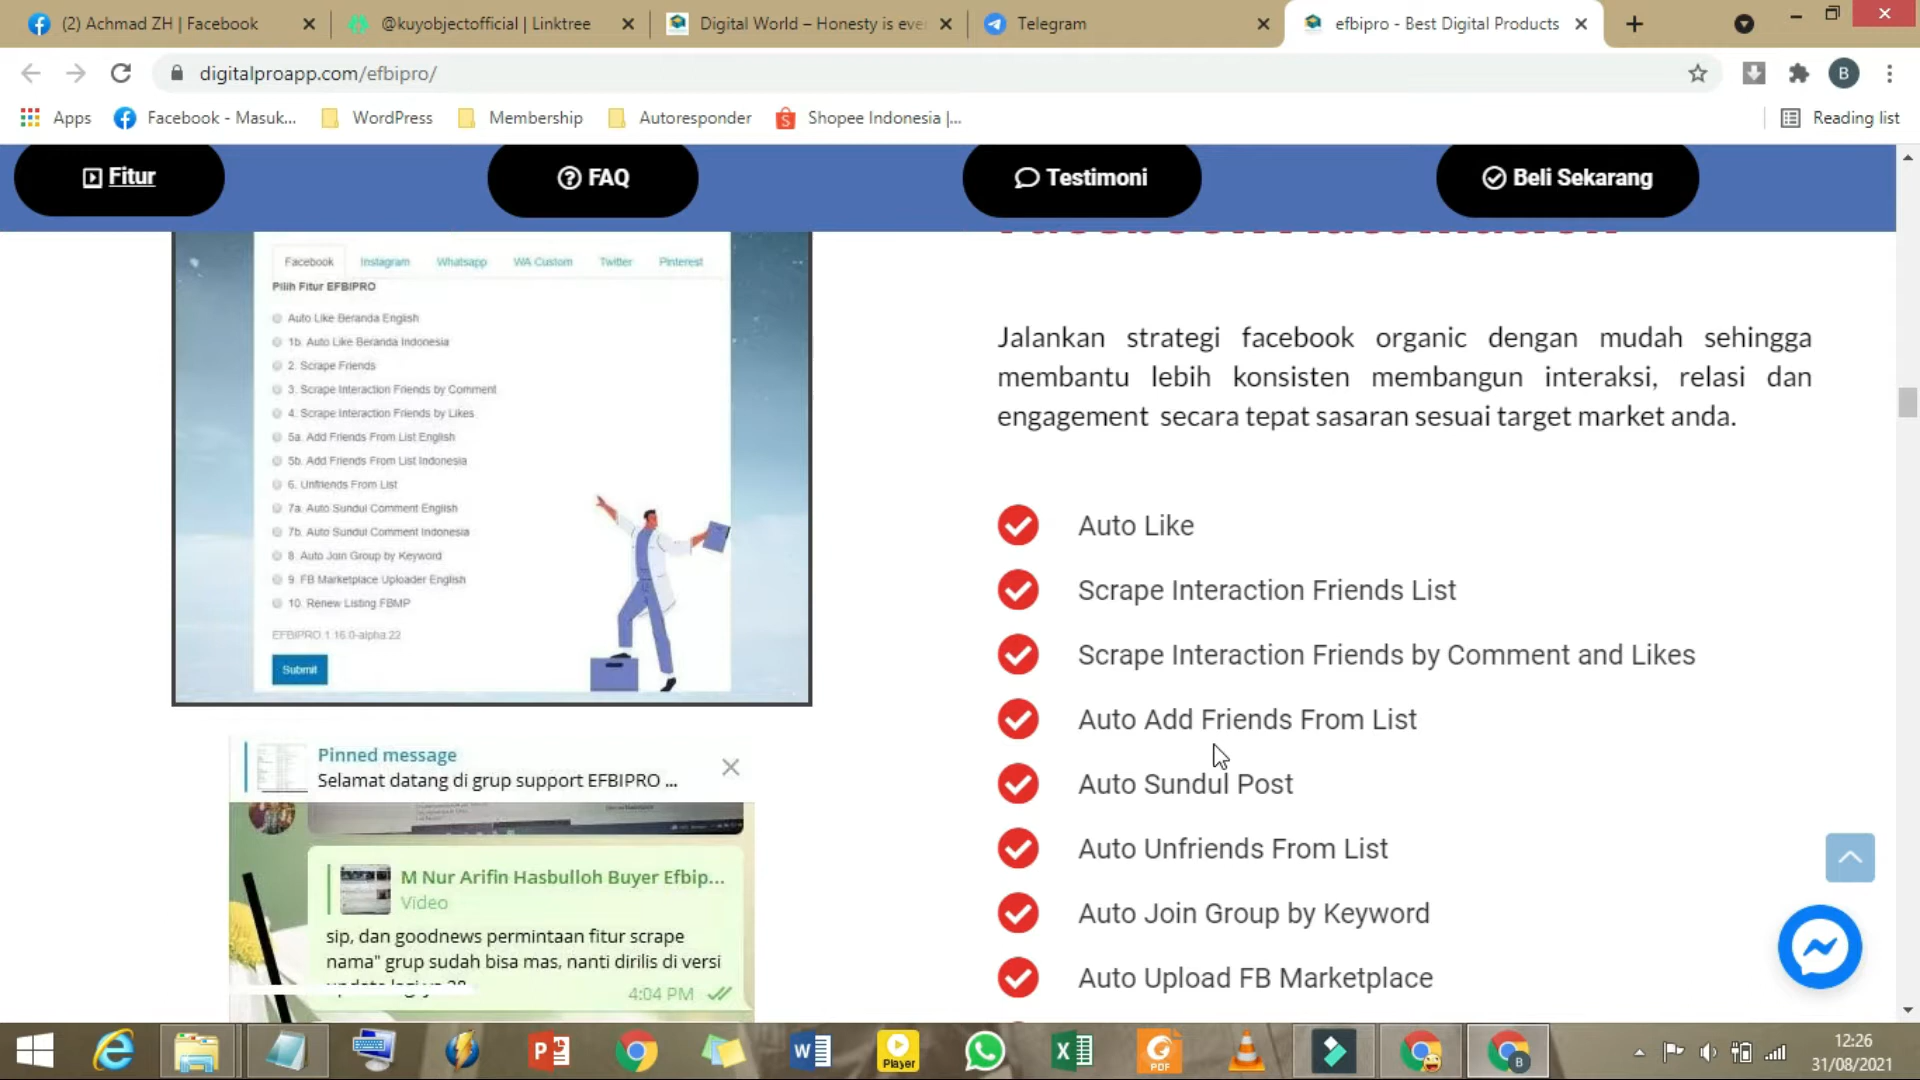 (2) Achmad ZH | Facebook
@kuyobjectofficial | Linktree
Digital World – Honesty is eve
Telegram
efbipro - Best Digital Products
digitalproapp.com/efbipro/
B
Apps
Facebook - Masuk...
WordPress
Membership
Autoresponder
Shopee Indonesia |...
Reading list
Fitur
FAQ
Testimoni
Beli Sekarang
Facebook
Instagram
Whatsapp
WA Custom
Twitter
Pinterest
Pilih Fitur EFBIPRO
Auto Like Beranda English
1b. Auto Like Beranda Indonesia
2. Scrape Friends
3. Scrape Interaction Friends by Comment
4. Scrape Interaction Friends by Likes
5a. Add Friends From List English
5b. Add Friends From List Indonesia
6. Unfriends From List
7a. Auto Sundul Comment English
7b. Auto Sundul Comment Indonesia
8. Auto Join Group by Keyword
9. FB Marketplace Uploader English
10. Renew Listing FBMP
EFBIPRO.1.16.0-alpha.22
Submit
Pinned message
Selamat datang di grup support EFBIPRO ...
M Nur Arifin Hasbulloh Buyer Efbip...
Video
sip, dan goodnews permintaan fitur scrape
nama" grup sudah bisa mas, nanti dirilis di versi
4:04 PM
Jalankan strategi facebook organic dengan mudah sehingga
membantu lebih konsisten membangun interaksi, relasi dan
engagement secara tepat sasaran sesuai target market anda.
Auto Like
Scrape Interaction Friends List
Scrape Interaction Friends by Comment and Likes
Auto Add Friends From List
Auto Sundul Post
Auto Unfriends From List
Auto Join Group by Keyword
Auto Upload FB Marketplace
Player
PDF
B
12:26
31/08/2021